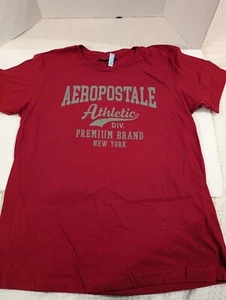 AEROPOSTALE
Athletic
DIV.
PREMIUM BRAND
NEW YORK